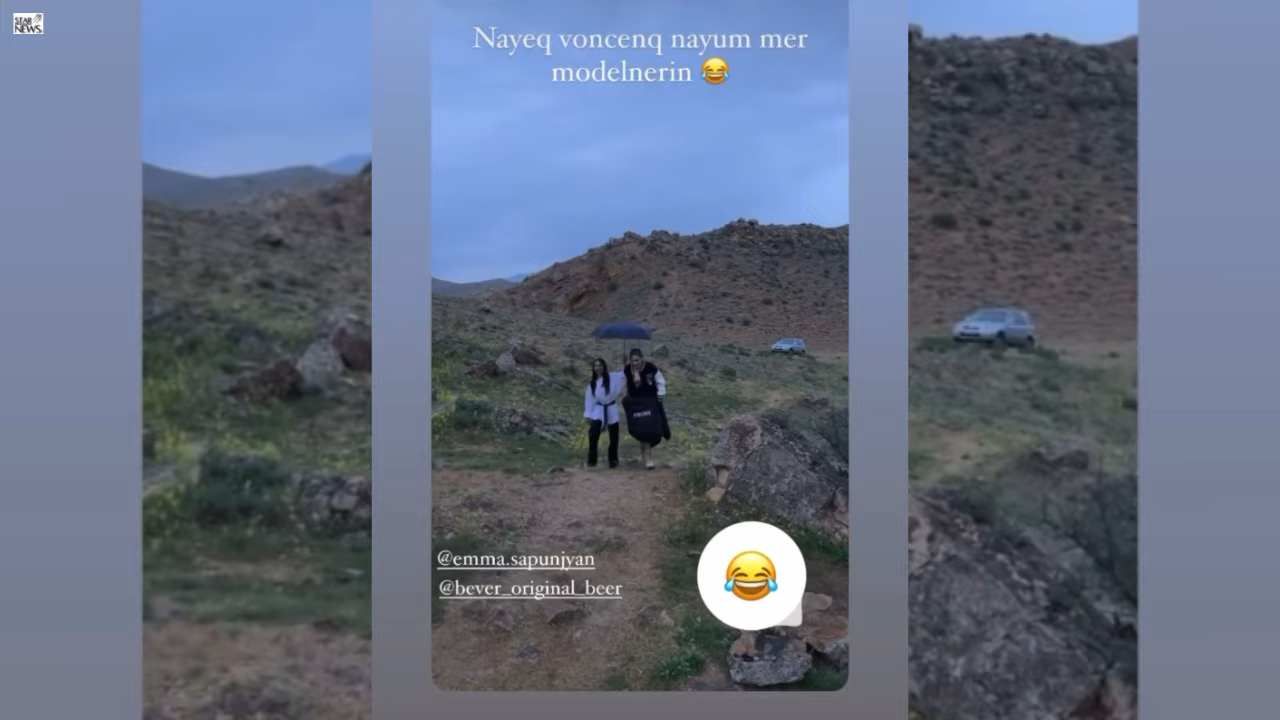 STAR
NEWS.
Nayeq voncenq nayum mer
modelnerin 😂
@emma.sapunjyan
@bever_original_beer